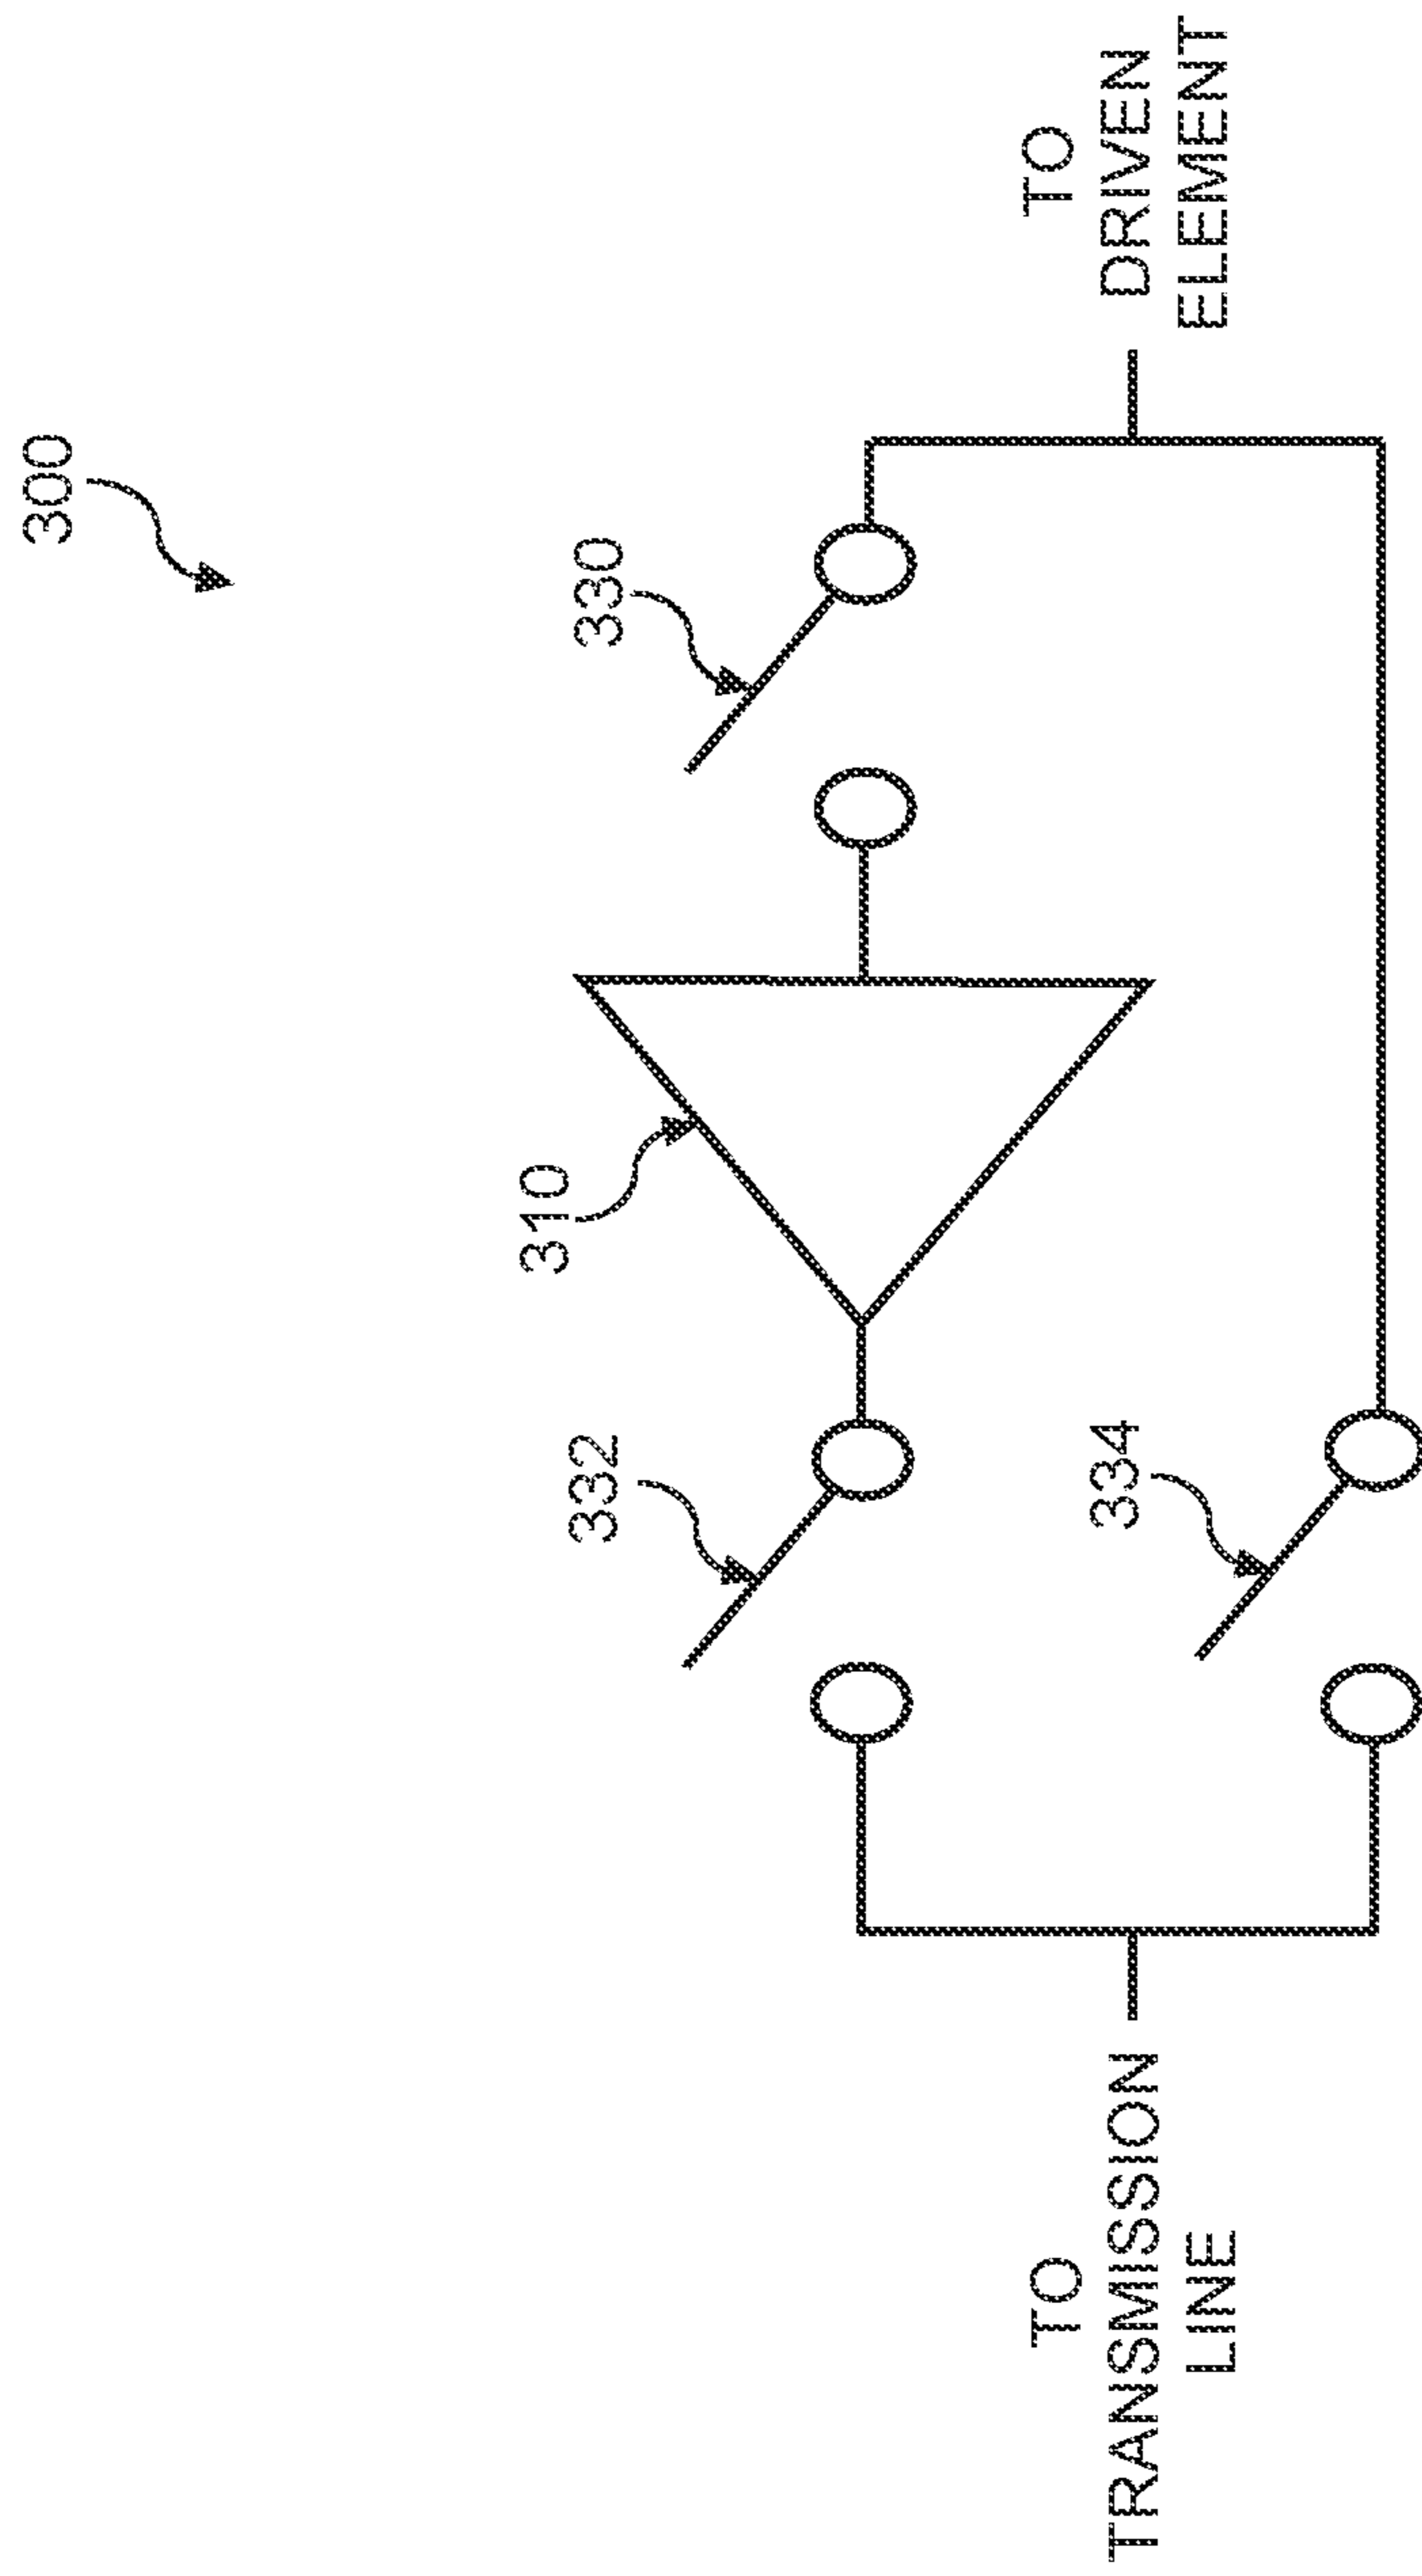 300
330
310
332
334
TO
DRIVEN
ELEMENT
TO
TRANSMISSION
LINE